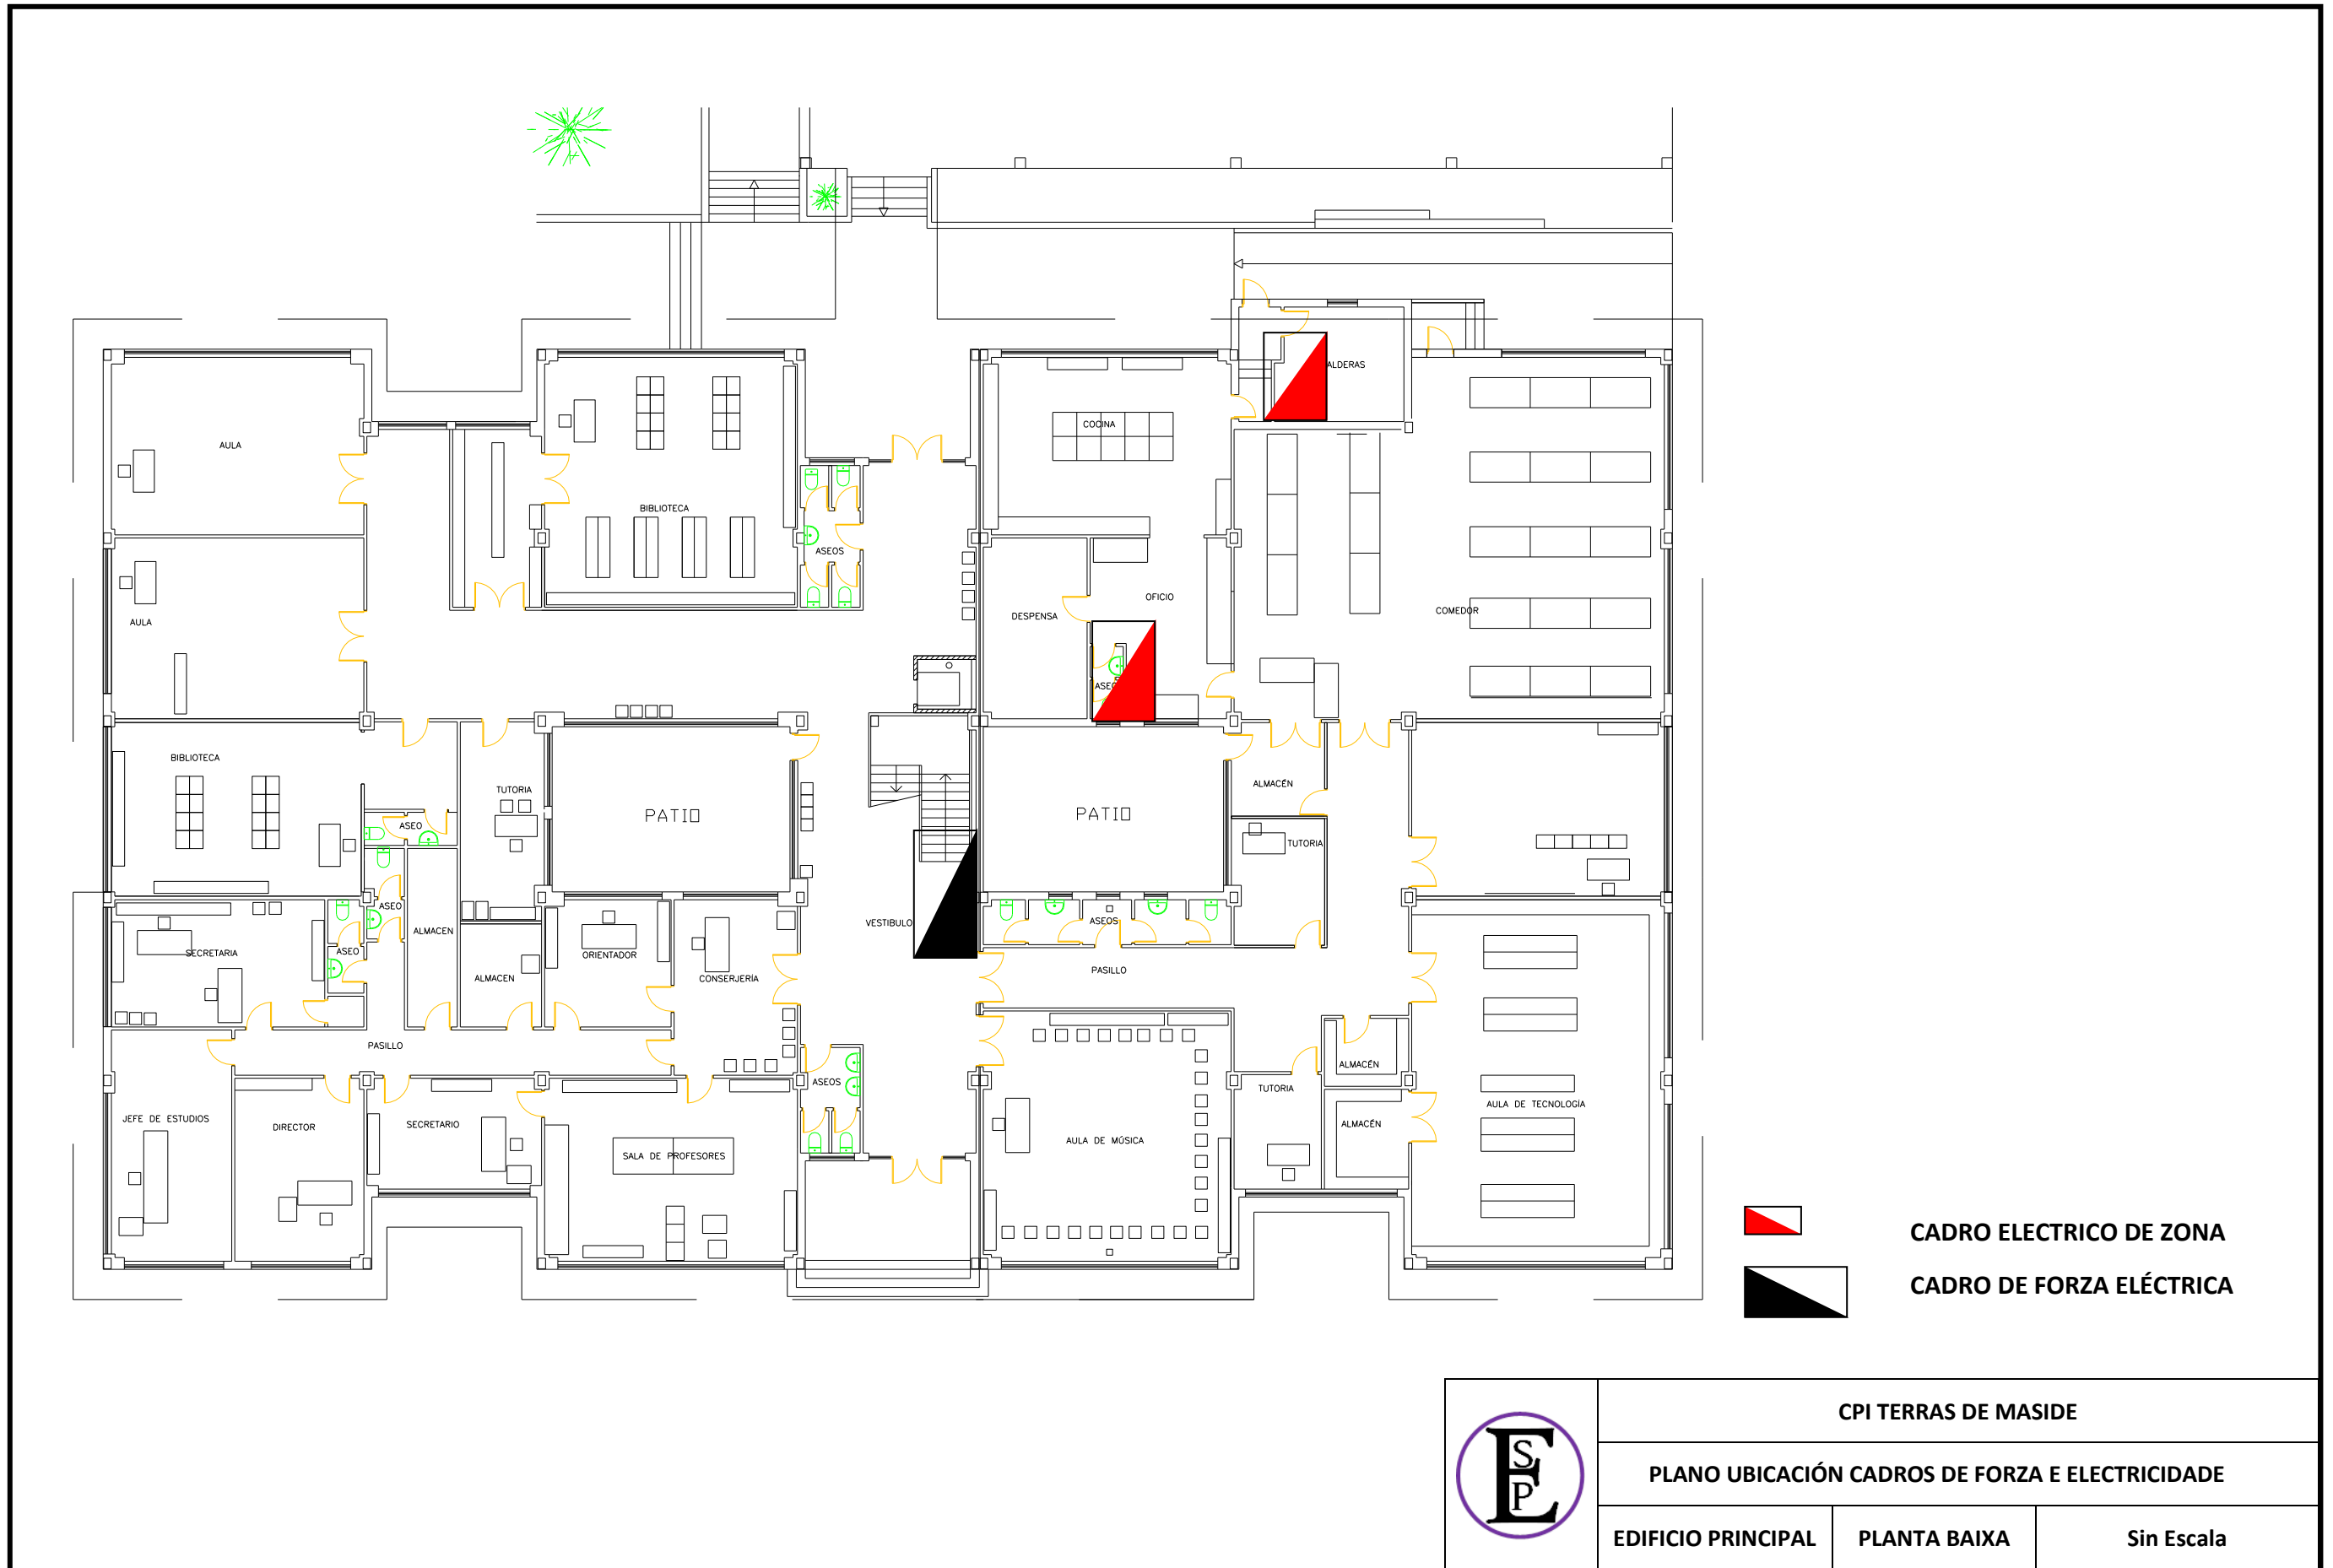 ALDERAS
COCINA
AULA
BIBLIOTECA
ASEOS
OFICIO
DESPENSA
COMEDOR
AULA
ASEO
BIBLIOTECA
TUTORIA
ALMACÉN
PATIO
PATIO
ASEO
TUTORIA
ASEO
ASEOS
VESTIBULO
ALMACEN
SECRETARIA
ASEO
ORIENTADOR
PASILLO
ALMACEN
CONSERJERÍA
PASILLO
ALMACÉN
ASEOS
TUTORIA
AULA DE TECNOLOGÍA
JEFE DE ESTUDIOS
DIRECTOR
SECRETARIO
ALMACÉN
AULA DE MÚSICA
SALA DE PROFESORES
CADRO ELECTRICO DE ZONA
CADRO DE FORZA ELÉCTRICA
ESP
CPI TERRAS DE MASIDE
PLANO UBICACIÓN CADROS DE FORZA E ELECTRICIDADE
EDIFICIO PRINCIPAL
PLANTA BAIXA
Sin Escala